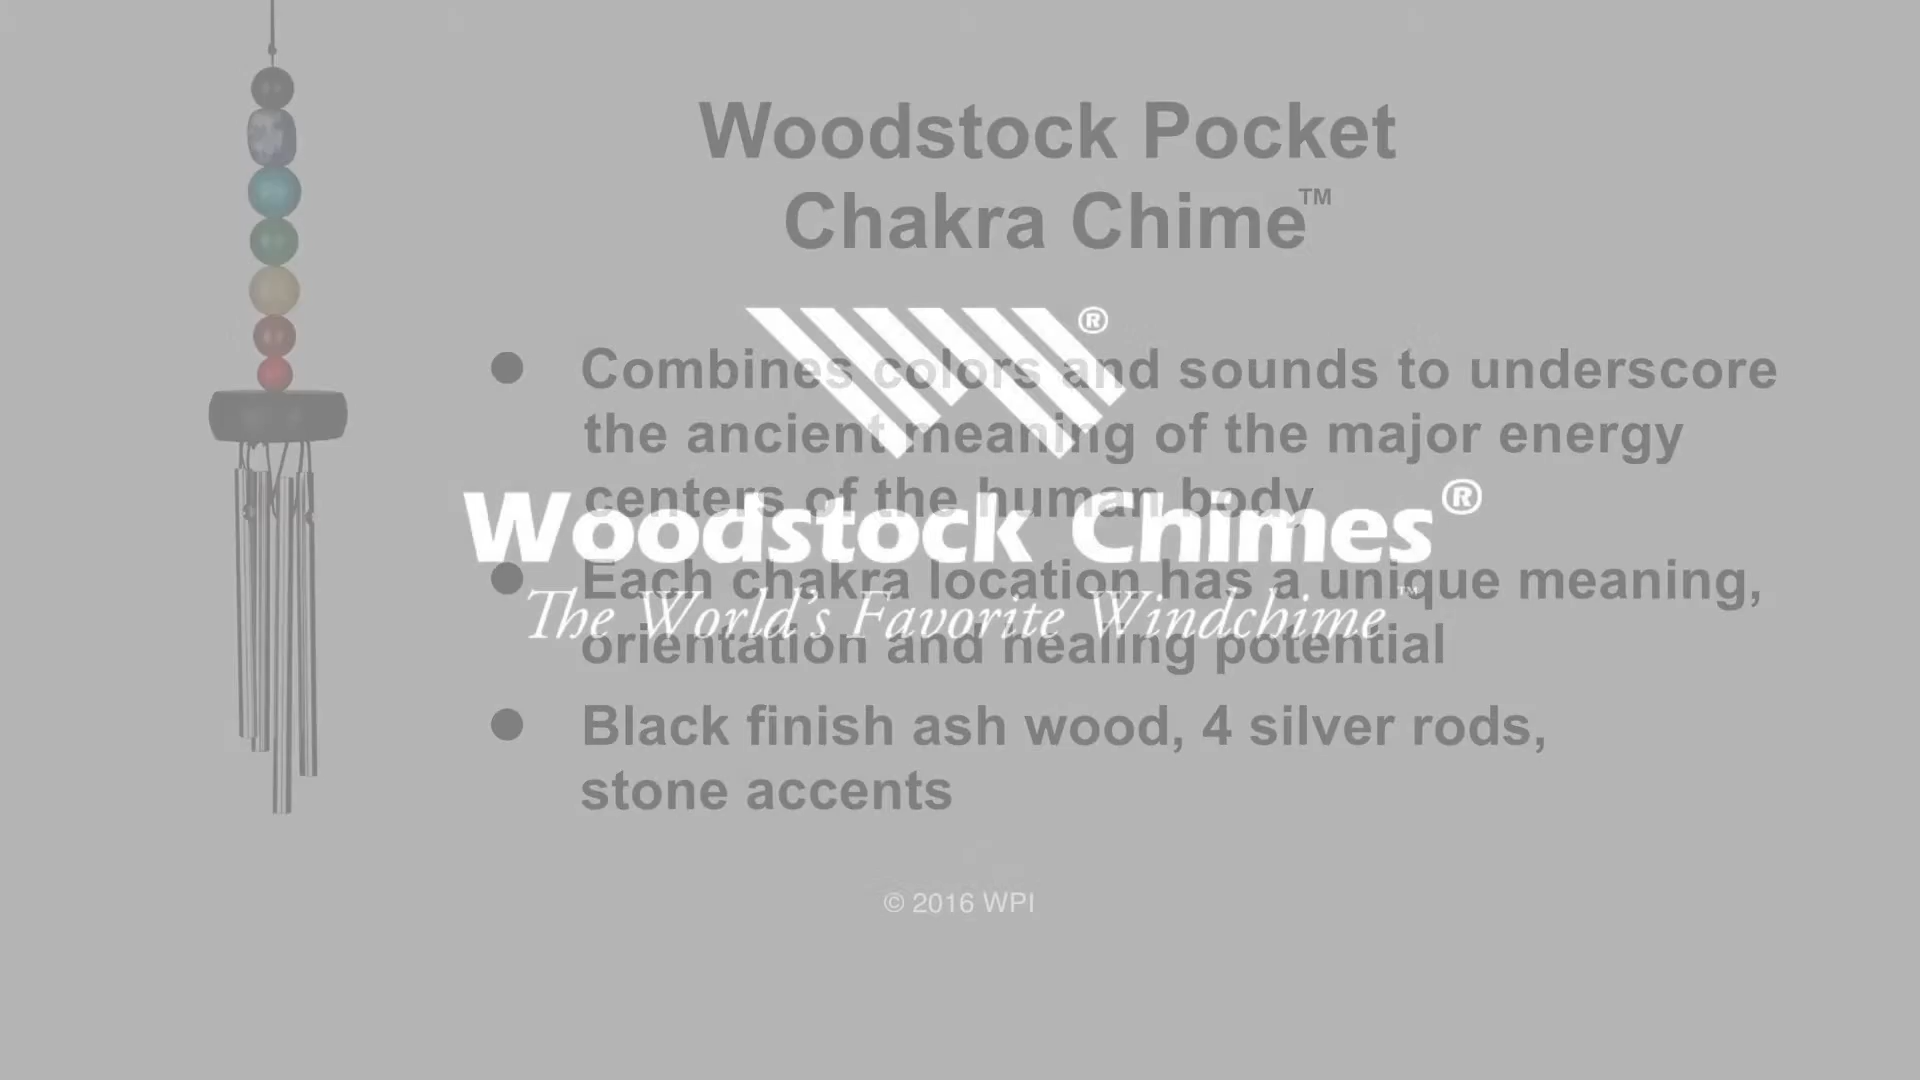 Woodstock Pocket
Chakra Chime™
®
● Combines colors and sounds to underscore
the ancient meaning of the major energy
centers of the human body
Woodstock Chimes®
● Each chakra location has a unique meaning,
The World's Favorite Windchime™
orientation and healing potential
● Black finish ash wood, 4 silver rods,
stone accents
© 2016 WPI